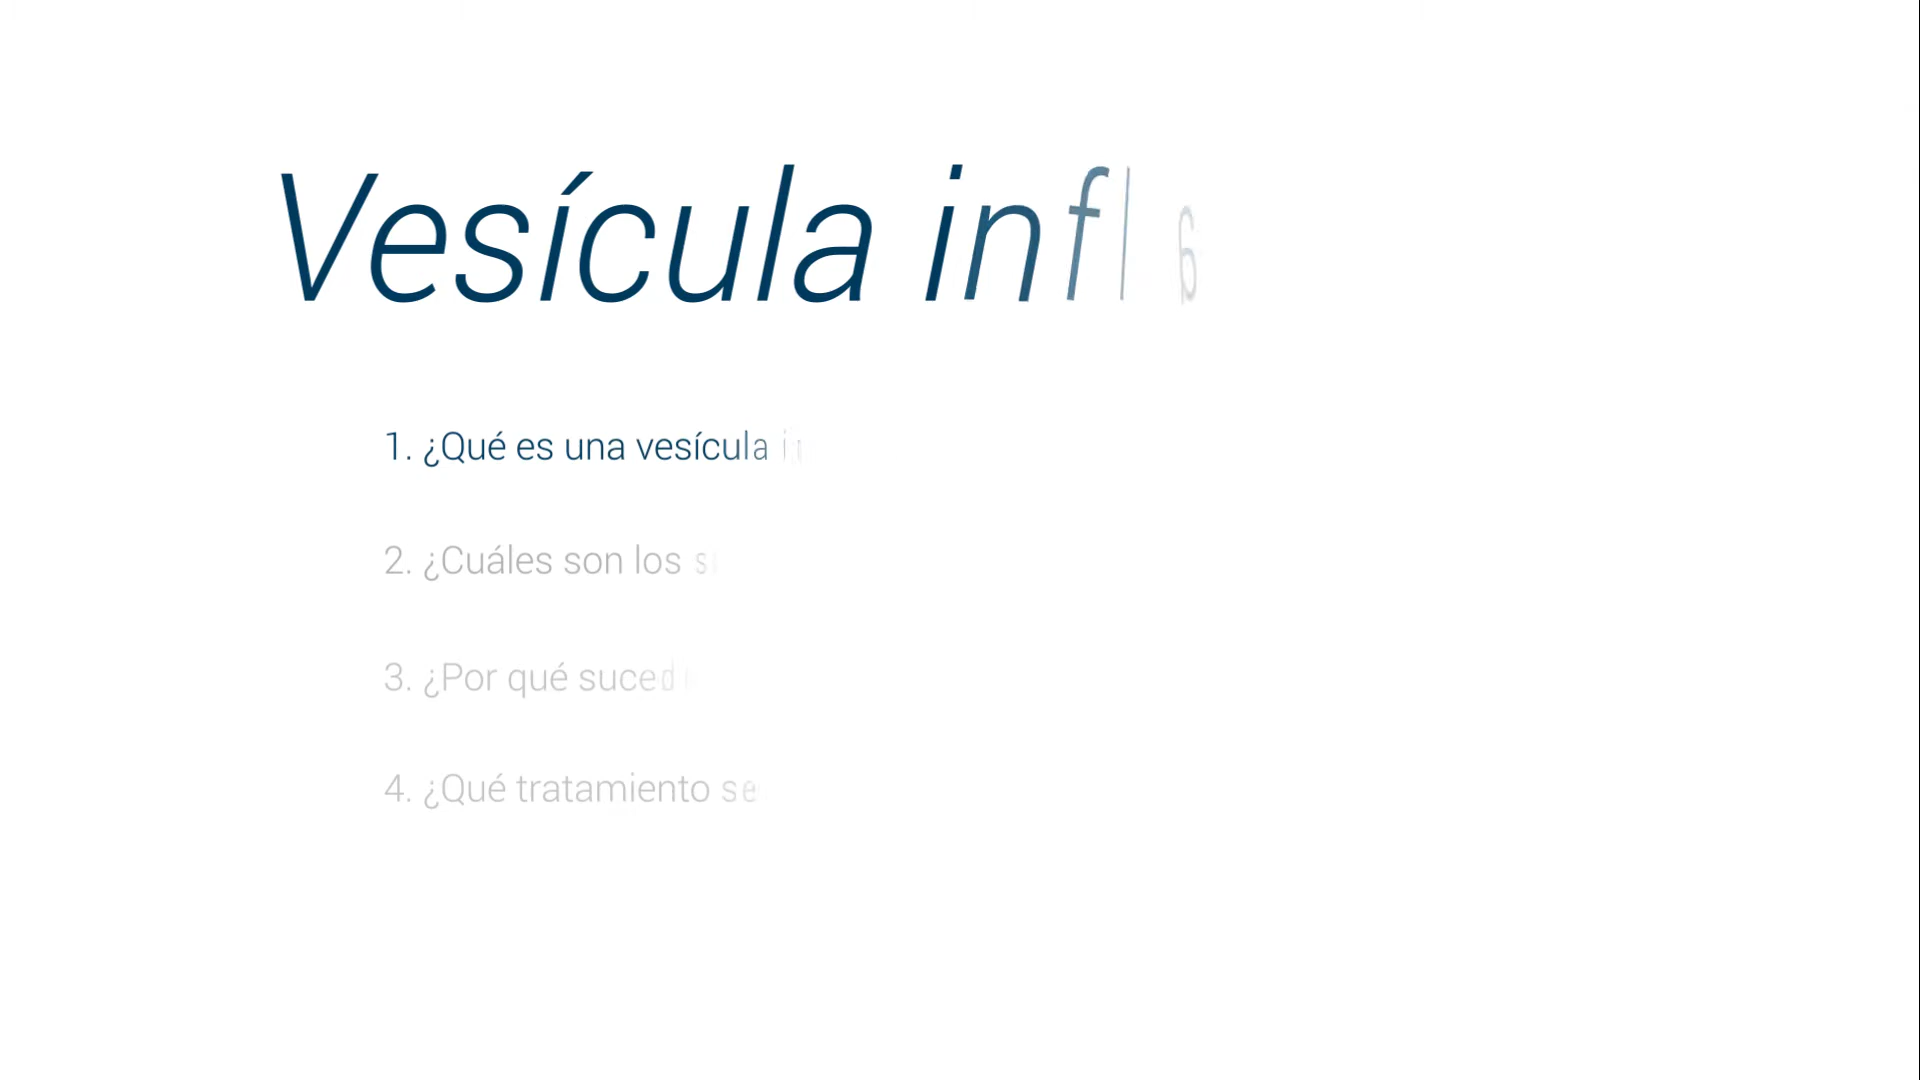 Vesícula infl
1. ¿Qué es una vesícula
2. ¿Cuáles son los
3. ¿Por qué suced
4. ¿Qué tratamiento se